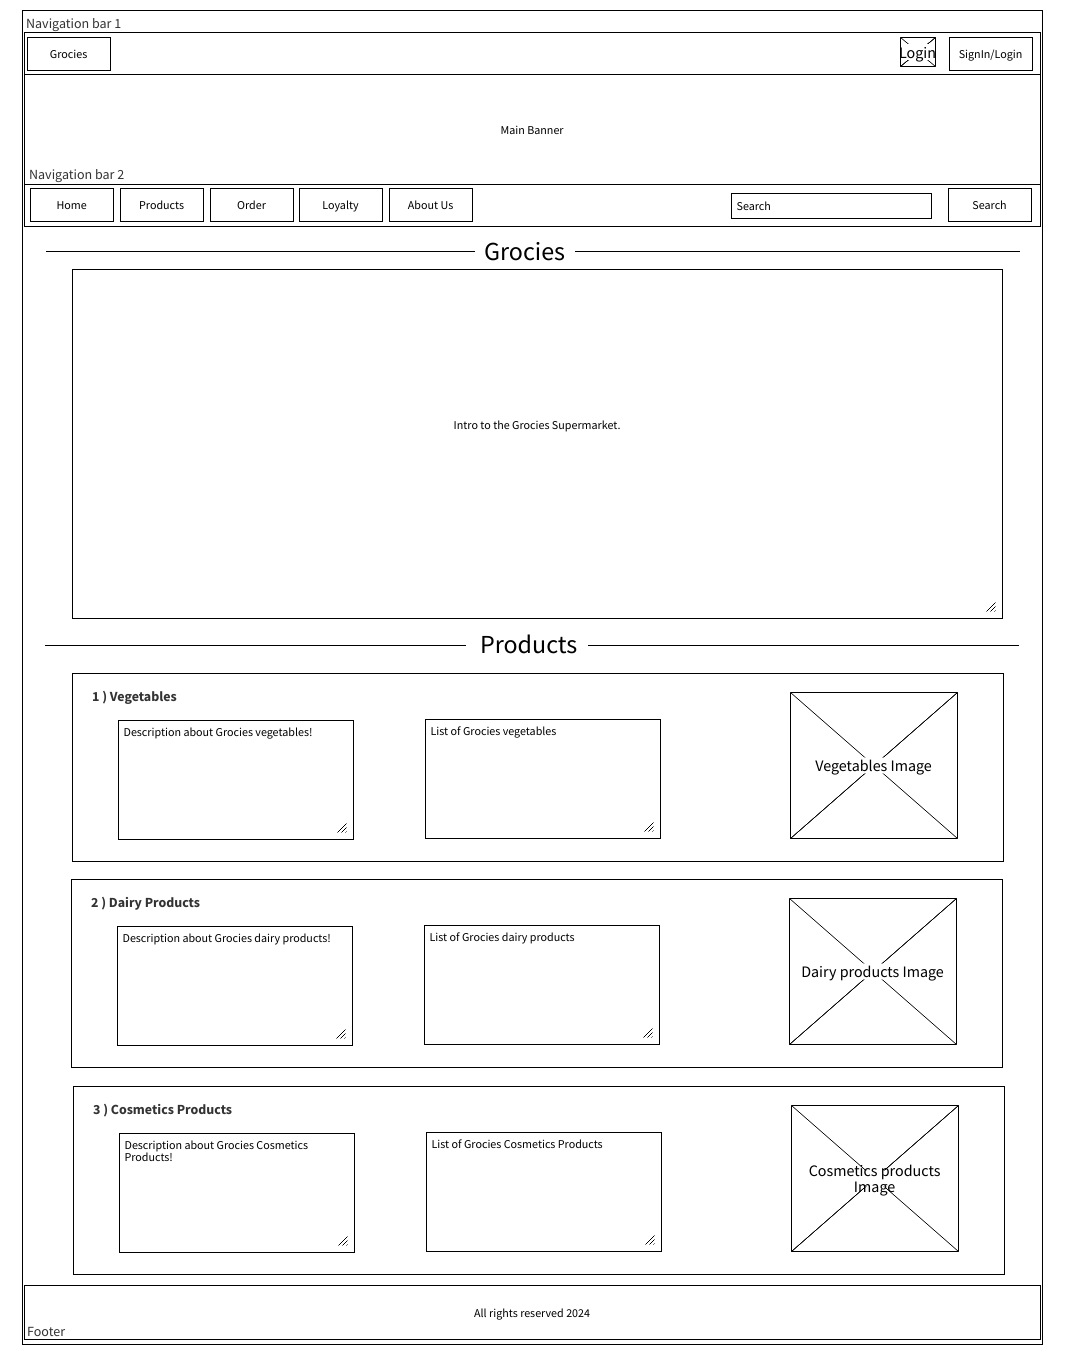 Navigation bar 1
Grocies
Login
SignIn/Login
Main Banner
Navigation bar 2
Home
Products
Order
Loyalty
About Us
Search
Search
Grocies
Intro to the Grocies Supermarket.
Products
1 ) Vegetables
Description about Grocies vegetables!
List of Grocies vegetables
Vegetables Image
2 ) Dairy Products
Description about Grocies dairy products!
List of Grocies dairy products
Dairy products Image
3 ) Cosmetics Products
Description about Grocies Cosmetics
Products!
List of Grocies Cosmetics Products
Cosmetics products
Image
All rights reserved 2024
Footer